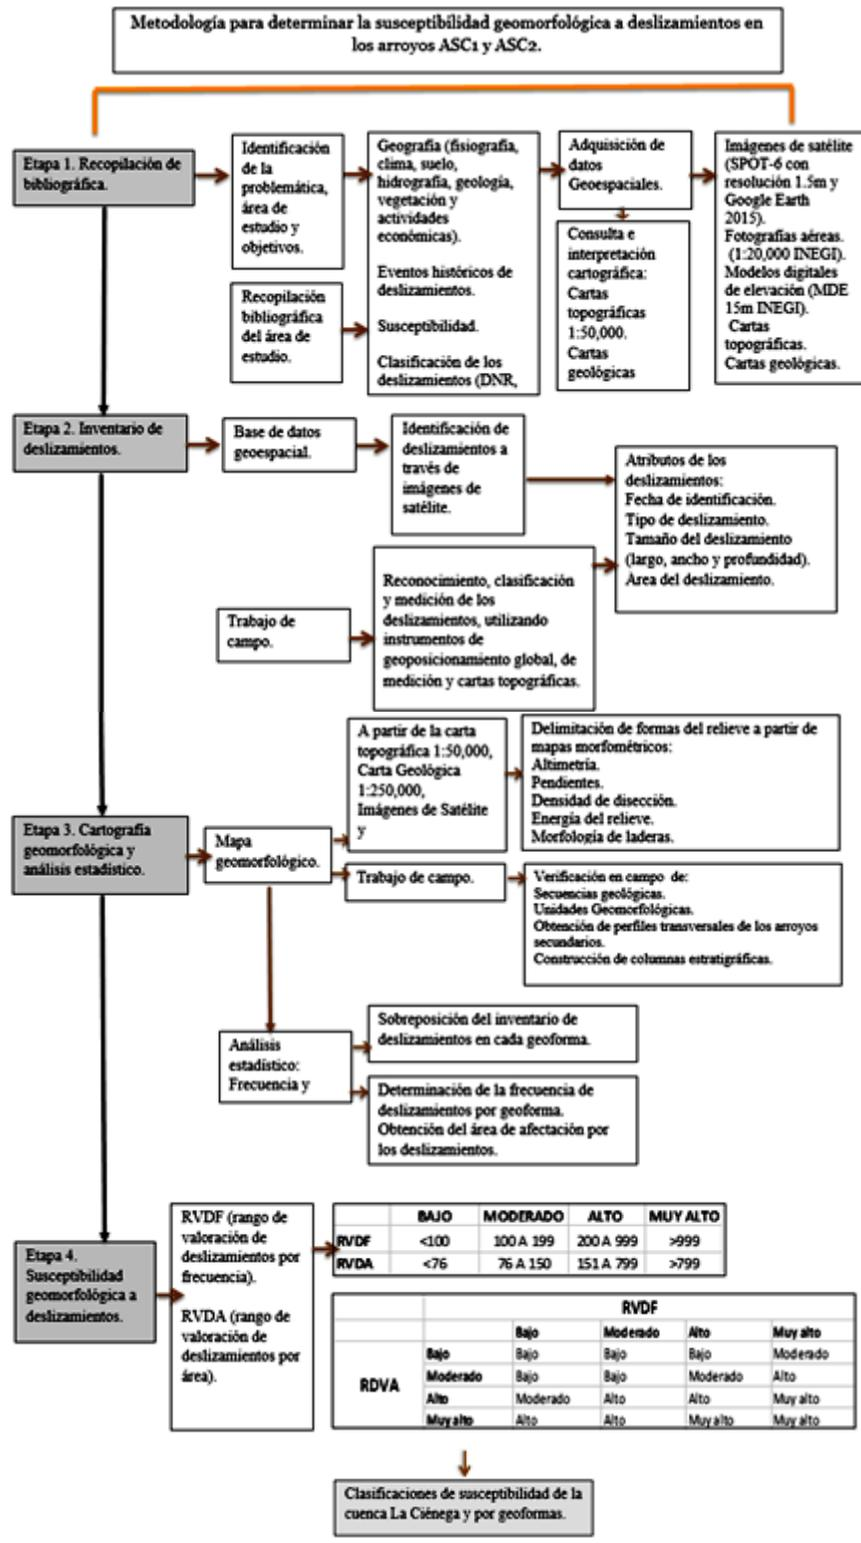 Metodología para determinar la susceptibilidad geomorfológica a deslizamientos en
los arroyos ASC1 y ASC2.
Etapa 1. Recopilación de
bibliográfica.
Identificación
de la
problemática,
área de
estudio y
objetivos.
Recopilación
bibliográfica
del área de
estudio.
Geografía (fisiografía,
clima, suelo,
hidrografía, geología,
vegetación y
actividades
económicas).
Eventos históricos de
deslizamientos.
Susceptibilidad.
Clasificación de los
deslizamientos (DNR,
Adquisición de
datos
Geoespaciales.
Consulta e
interpretación
cartográfica:
Cartas
topográficas
1:50,000.
Cartas
geológicas
Imágenes de satélite
(SPOT-6 con
resolución 1.5m y
Google Earth
2015).
Fotografías aéreas.
(1:20,000 INEGI).
Modelos digitales
de elevación (MDE
15m INEGI).
Cartas
topográficas.
Cartas geológicas.
Etapa 2. Inventario de
deslizamientos.
Base de datos
geoespacial.
Identificación de
deslizamientos a
través de
imágenes de
satélite.
Atributos de los
deslizamientos:
Fecha de identificación.
Tipo de deslizamiento.
Tamaño del deslizamiento
(largo, ancho y profundidad).
Área del deslizamiento.
Trabajo de
campo.
Reconocimiento, clasificación
y medición de los
deslizamientos, utilizando
instrumentos de
geoposicionamiento global, de
medición y cartas topográficas.
Etapa 3. Cartografía
geomorfológica y
análisis estadístico.
Mapa
geomorfológico.
A partir de la carta
topográfica 1:50,000,
Carta Geológica
1:250,000,
Imágenes de Satélite
y
Delimitación de formas del relieve a partir de
mapas morfométricos:
Altimetría.
Pendientes.
Densidad de disección.
Energía del relieve.
Morfología de laderas.
Trabajo de campo.
Verificación en campo de:
Secuencias geológicas.
Unidades Geomorfológicas.
Obtención de perfiles transversales de los arroyos
secundarios.
Construcción de columnas estratigráficas.
Análisis
estadístico:
Frecuencia y
Sobreposición del inventario de
deslizamientos en cada geoforma.
Determinación de la frecuencia de
deslizamientos por geoforma.
Obtención del área de afectación por
los deslizamientos.
Etapa 4.
Susceptibilidad
geomorfológica a
deslizamientos.
RVDF (rango de
valoración de
deslizamientos por
frecuencia).
RVDA (rango de
valoración de
deslizamientos por
área).
BAJO MODERADO ALTO MUY ALTO
RVDF <100 100 A 199 200 A 999 >999
RVDA <76 76 A 150 151 A 799 >799
RVDF
Bajo Moderado Alto Muy alto
RDVA
Bajo Bajo Bajo Bajo Moderado
Moderado Bajo Bajo Moderado Alto
Alto Moderado Alto Alto Muy alto
Muy alto Alto Alto Muy alto Muy alto
Clasificaciones de susceptibilidad de la
cuenca La Ciénega y por geoformas.